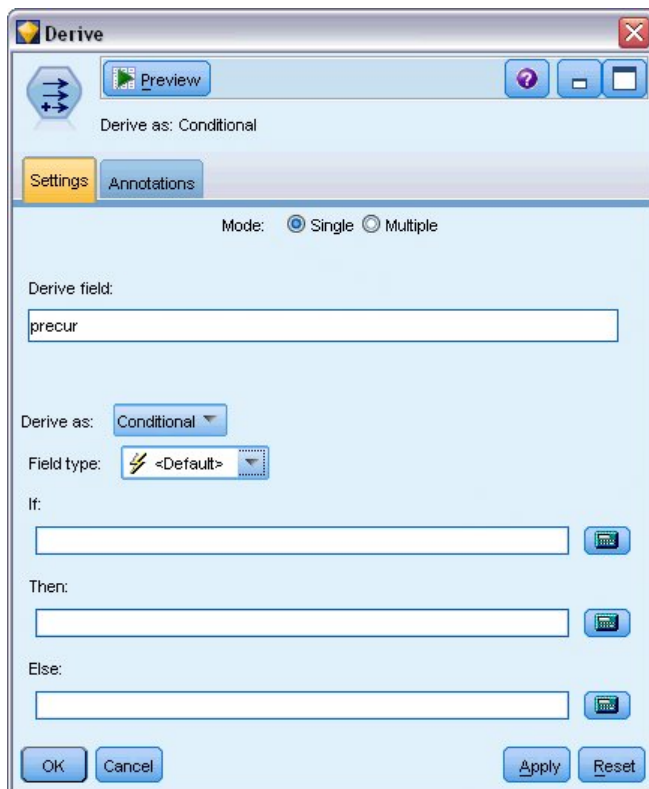 Derive
Preview
Derive as: Conditional
Settings Annotations
Mode: Single Multiple
Derive field:
precur
Derive as: Conditional
Field type: <Default>
If:
Then:
Else:
OK Cancel Apply Reset